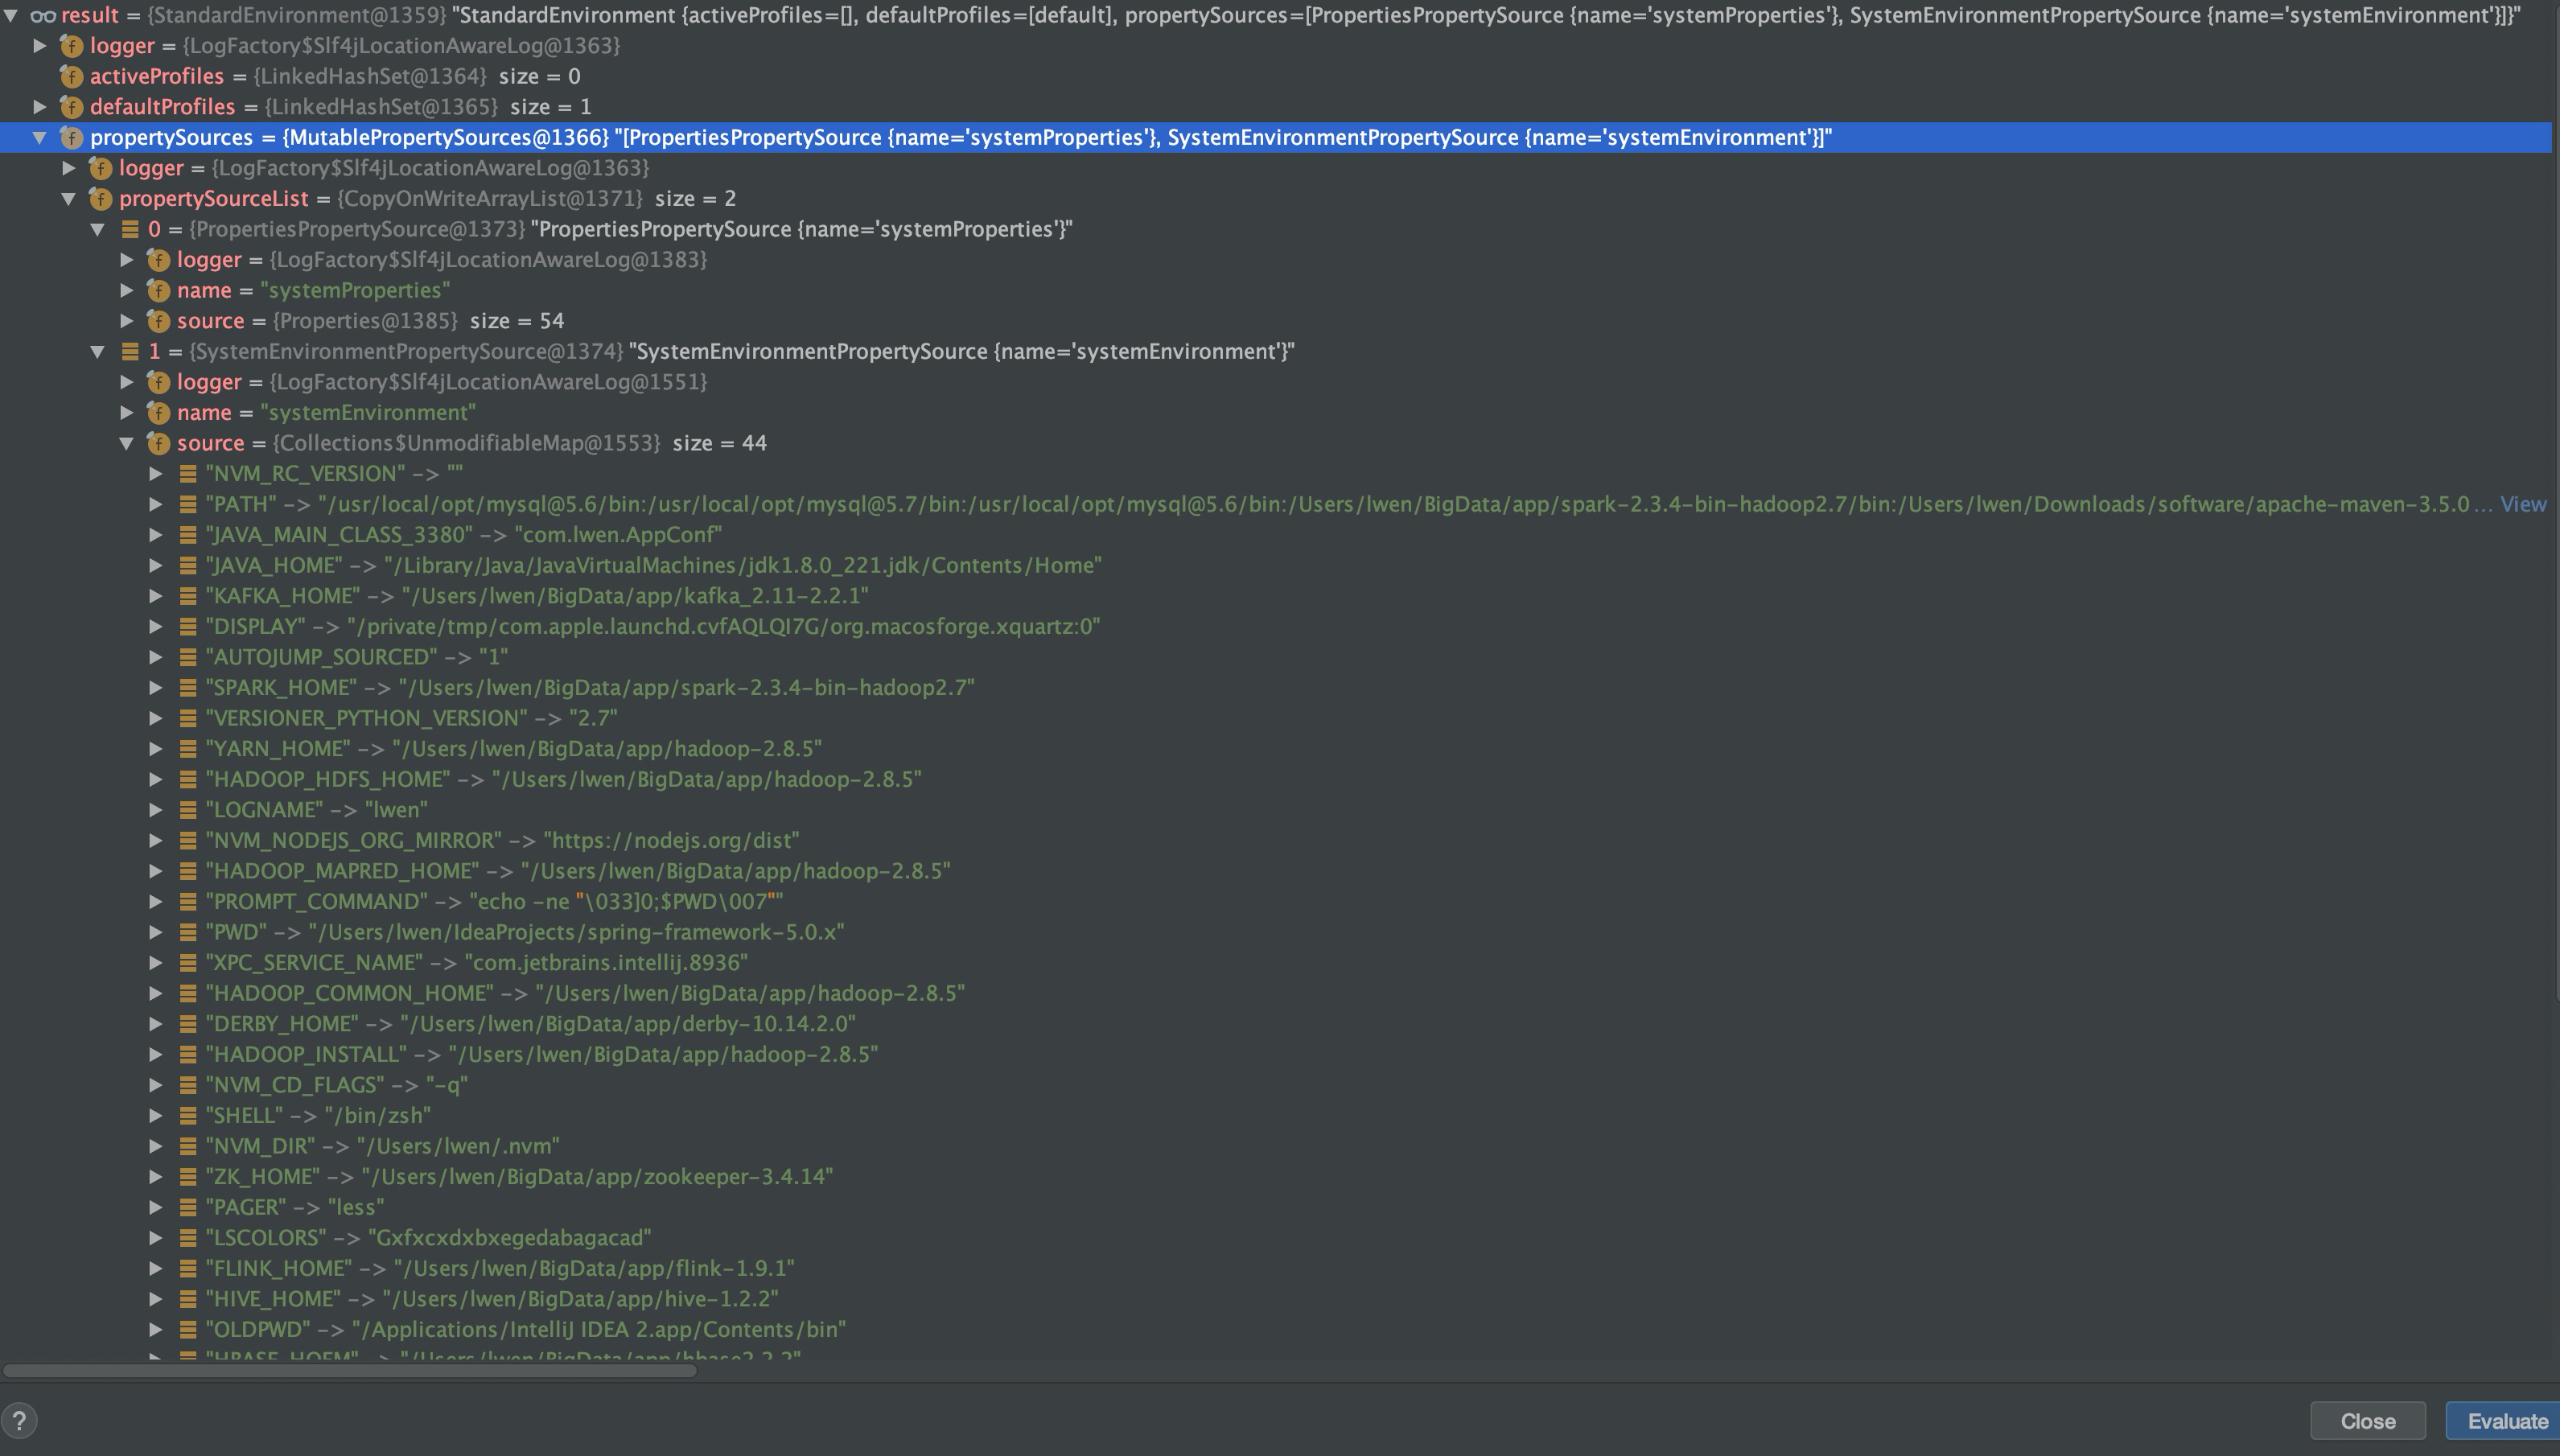 result = {StandardEnvironment@1359} "StandardEnvironment {activeProfiles=[], defaultProfiles=[default], propertySources=[PropertiesPropertySource {name='systemProperties'}, SystemEnvironmentPropertySource {name='systemEnvironment'}]}"
f logger = {LogFactory$Slf4jLocationAwareLog@1363}
f activeProfiles = {LinkedHashSet@1364} size = 0
f defaultProfiles = {LinkedHashSet@1365} size = 1
f propertySources = {MutablePropertySources@1366} "[PropertiesPropertySource {name='systemProperties'}, SystemEnvironmentPropertySource {name='systemEnvironment'}]"
f logger = {LogFactory$Slf4jLocationAwareLog@1363}
f propertySourceList = {CopyOnWriteArrayList@1371} size = 2
0 = {PropertiesPropertySource@1373} "PropertiesPropertySource {name='systemProperties'}"
f logger = {LogFactory$Slf4jLocationAwareLog@1383}
f name = "systemProperties"
f source = {Properties@1385} size = 54
1 = {SystemEnvironmentPropertySource@1374} "SystemEnvironmentPropertySource {name='systemEnvironment'}"
f logger = {LogFactory$Slf4jLocationAwareLog@1551}
f name = "systemEnvironment"
f source = {Collections$UnmodifiableMap@1553} size = 44
"NVM_RC_VERSION" -> ""
"PATH" -> "/usr/local/opt/mysql@5.6/bin:/usr/local/opt/mysql@5.7/bin:/usr/local/opt/mysql@5.6/bin:/Users/lwen/BigData/app/spark-2.3.4-bin-hadoop2.7/bin:/Users/lwen/Downloads/software/apache-maven-3.5.0 ... View
"JAVA_MAIN_CLASS_3380" -> "com.lwen.AppConf"
"JAVA_HOME" -> "/Library/Java/JavaVirtualMachines/jdk1.8.0_221.jdk/Contents/Home"
"KAFKA_HOME" -> "/Users/lwen/BigData/app/kafka_2.11-2.2.1"
"DISPLAY" -> "/private/tmp/com.apple.launchd.cvfAQLQI7G/org.macosforge.xquartz:0"
"AUTOJUMP_SOURCED" -> "1"
"SPARK_HOME" -> "/Users/lwen/BigData/app/spark-2.3.4-bin-hadoop2.7"
"VERSIONER_PYTHON_VERSION" -> "2.7"
"YARN_HOME" -> "/Users/lwen/BigData/app/hadoop-2.8.5"
"HADOOP_HDFS_HOME" -> "/Users/lwen/BigData/app/hadoop-2.8.5"
"LOGNAME" -> "lwen"
"NVM_NODEJS_ORG_MIRROR" -> "https://nodejs.org/dist"
"HADOOP_MAPRED_HOME" -> "/Users/lwen/BigData/app/hadoop-2.8.5"
"PROMPT_COMMAND" -> "echo -ne "\033]0;$PWD\007""
"PWD" -> "/Users/lwen/IdeaProjects/spring-framework-5.0.x"
"XPC_SERVICE_NAME" -> "com.jetbrains.intellij.8936"
"HADOOP_COMMON_HOME" -> "/Users/lwen/BigData/app/hadoop-2.8.5"
"DERBY_HOME" -> "/Users/lwen/BigData/app/derby-10.14.2.0"
"HADOOP_INSTALL" -> "/Users/lwen/BigData/app/hadoop-2.8.5"
"NVM_CD_FLAGS" -> "-q"
"SHELL" -> "/bin/zsh"
"NVM_DIR" -> "/Users/lwen/.nvm"
"ZK_HOME" -> "/Users/lwen/BigData/app/zookeeper-3.4.14"
"PAGER" -> "less"
"LSCOLORS" -> "Gxfxcxdxbxegedabagacad"
"FLINK_HOME" -> "/Users/lwen/BigData/app/flink-1.9.1"
"HIVE_HOME" -> "/Users/lwen/BigData/app/hive-1.2.2"
"OLDPWD" -> "/Applications/IntelliJ IDEA 2.app/Contents/bin"
"HBASE_HOEM" -> "/Users/lwen/BigData/app/hbase2.2.2"
?
Close
Evaluate